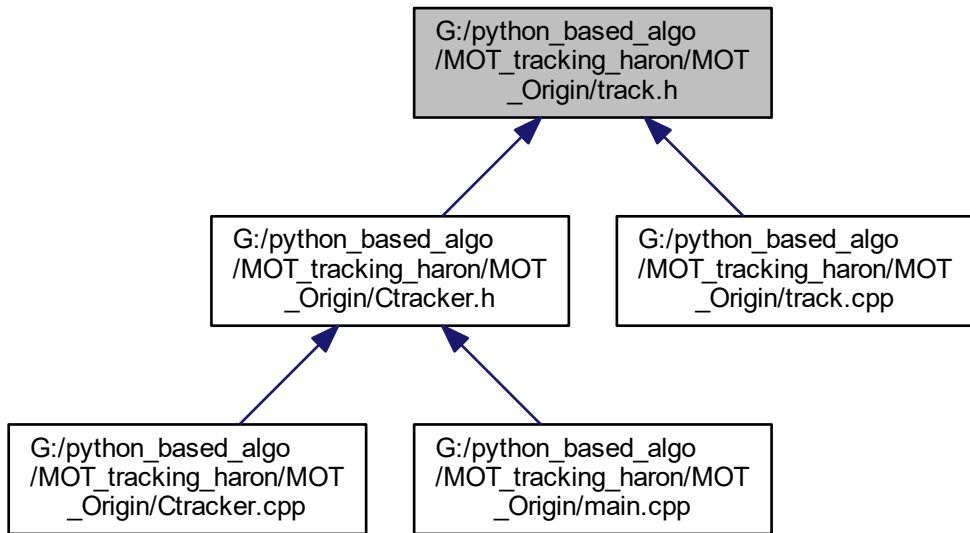 G:/python_based_algo
/MOT_tracking_haron/MOT
_Origin/track.h
G:/python_based_algo
/MOT_tracking_haron/MOT
_Origin/Ctracker.h
G:/python_based_algo
/MOT_tracking_haron/MOT
_Origin/track.cpp
G:/python_based_algo
/MOT_tracking_haron/MOT
_Origin/Ctracker.cpp
G:/python_based_algo
/MOT_tracking_haron/MOT
_Origin/main.cpp